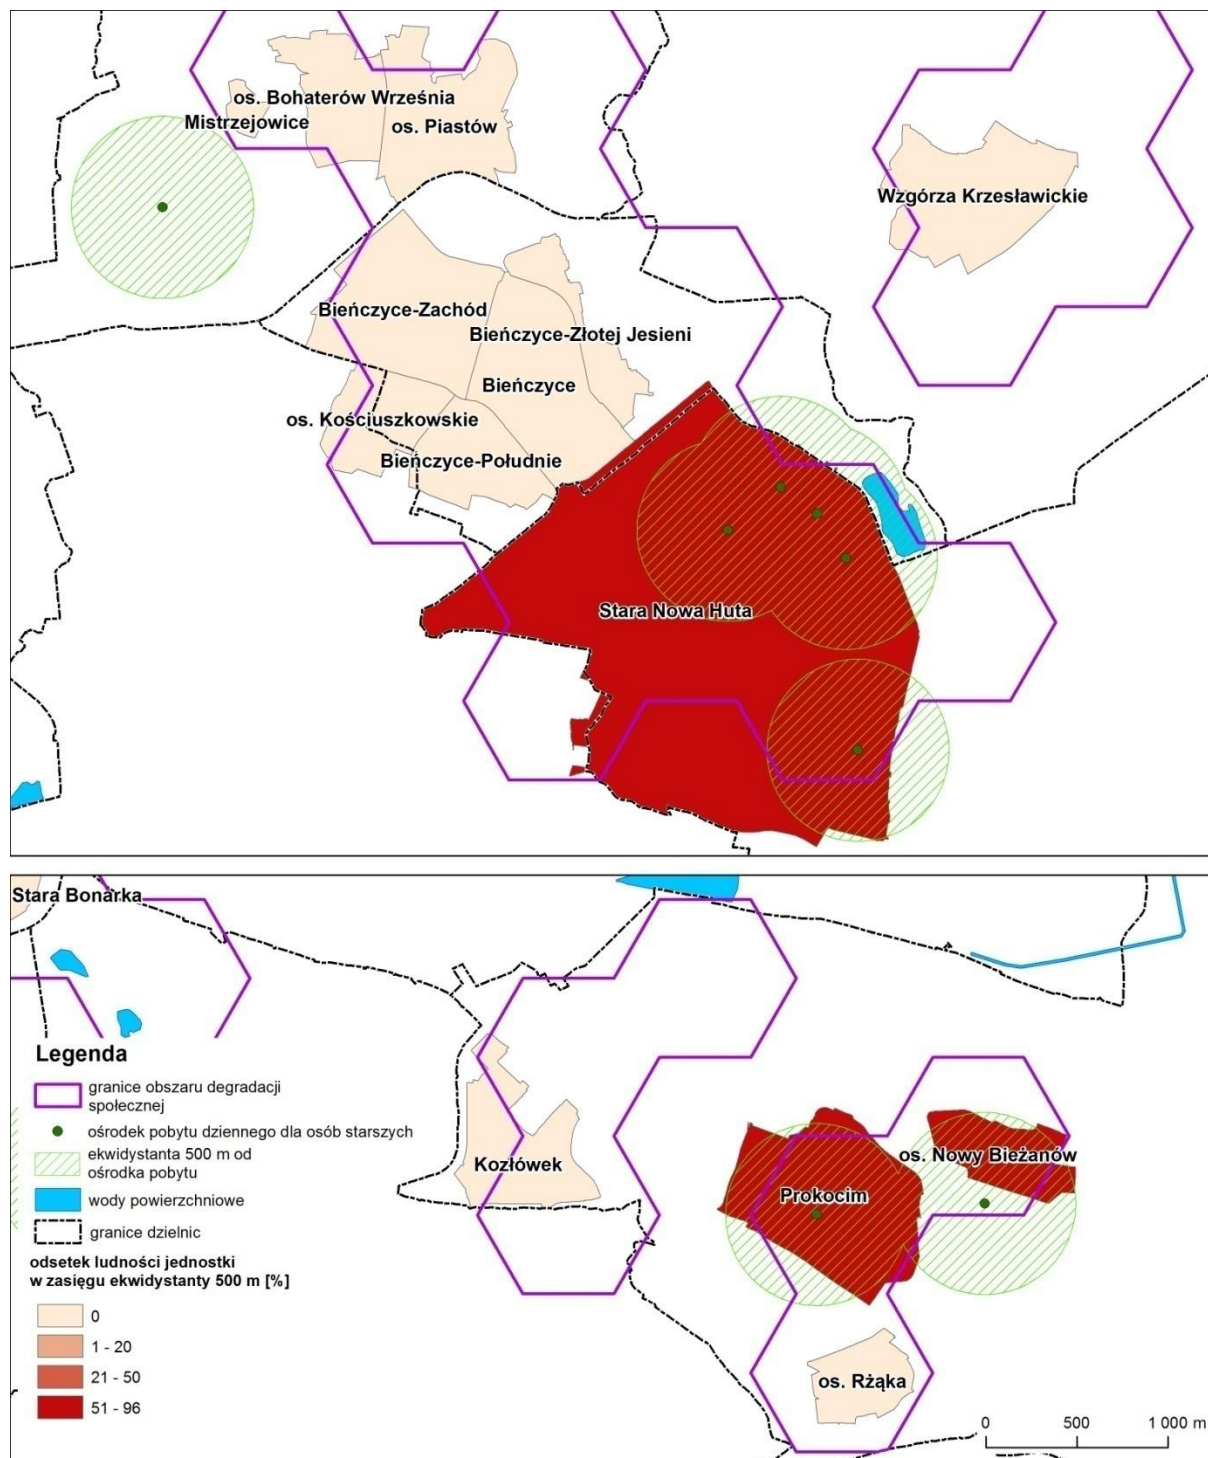 os. Bohaterów Września
Mistrzejowice
os. Piastów
Wzgórza Krzesławickie
Bieńczyce-Zachód
Bieńczyce-Złotej Jesieni
Bieńczyce
os. Kościuszkowskie
Bieńczyce-Południe
Stara Nowa Huta
Stara Bonarka
Legenda
granice obszaru degradacji
społecznej
ośrodek pobytu dziennego dla osób starszych
ekwidystanta 500 m od
ośrodka pobytu
wody powierzchniowe
granice dzielnic
odsetek ludności jednostki
w zasięgu ekwidystanty 500 m [%]
0
1 - 20
21 - 50
51 - 96
Kozłówek
os. Nowy Bieżanów
Prokocim
os. Rżąka
0 500 1 000 m